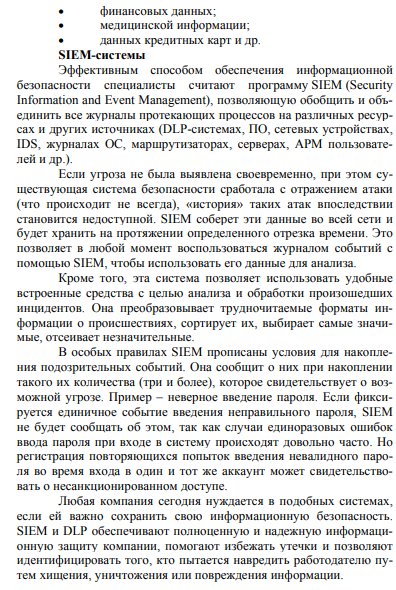 • финансовых данных;
• медицинской информации;
• данных кредитных карт и др.
SIEM-системы
Эффективным способом обеспечения информационной
безопасности специалисты считают программу SIEM (Security
Information and Event Management), позволяющую обобщить и объ-
единить все журналы протекающих процессов на различных ресур-
сах и других источниках (DLP-системах, ПО, сетевых устройствах,
IDS, журналах ОС, маршрутизаторах, серверах, АРМ пользовате-
лей и др.).
Если угроза не была выявлена своевременно, при этом су-
ществующая система безопасности сработала с отражением атаки
(что происходит не всегда), «история» таких атак впоследствии
становится недоступной. SIEM соберет эти данные во всей сети и
будет хранить на протяжении определенного отрезка времени. Это
позволяет в любой момент воспользоваться журналом событий с
помощью SIEM, чтобы использовать его данные для анализа.
Кроме того, эта система позволяет использовать удобные
встроенные средства с целью анализа и обработки произошедших
инцидентов. Она преобразовывает трудночитаемые форматы ин-
формации о происшествиях, сортирует их, выбирает самые значи-
мые, отсеивает незначительные.
В особых правилах SIEM прописаны условия для накопле-
ния подозрительных событий. Она сообщит о них при накоплении
такого их количества (три и более), которое свидетельствует о воз-
можной угрозе. Пример – неверное введение пароля. Если фикси-
руется единичное событие введения неправильного пароля, SIEM
не будет сообщать об этом, так как случаи единоразовых ошибок
ввода пароля при входе в систему происходят довольно часто. Но
регистрация повторяющихся попыток введения невалидного паро-
ля во время входа в один и тот же аккаунт может свидетельство-
вать о несанкционированном доступе.
Любая компания сегодня нуждается в подобных системах,
если ей важно сохранить свою информационную безопасность.
SIEM и DLP обеспечивают полноценную и надежную информаци-
онную защиту компании, помогают избежать утечки и позволяют
идентифицировать того, кто пытается навредить работодателю пу-
тем хищения, уничтожения или повреждения информации.